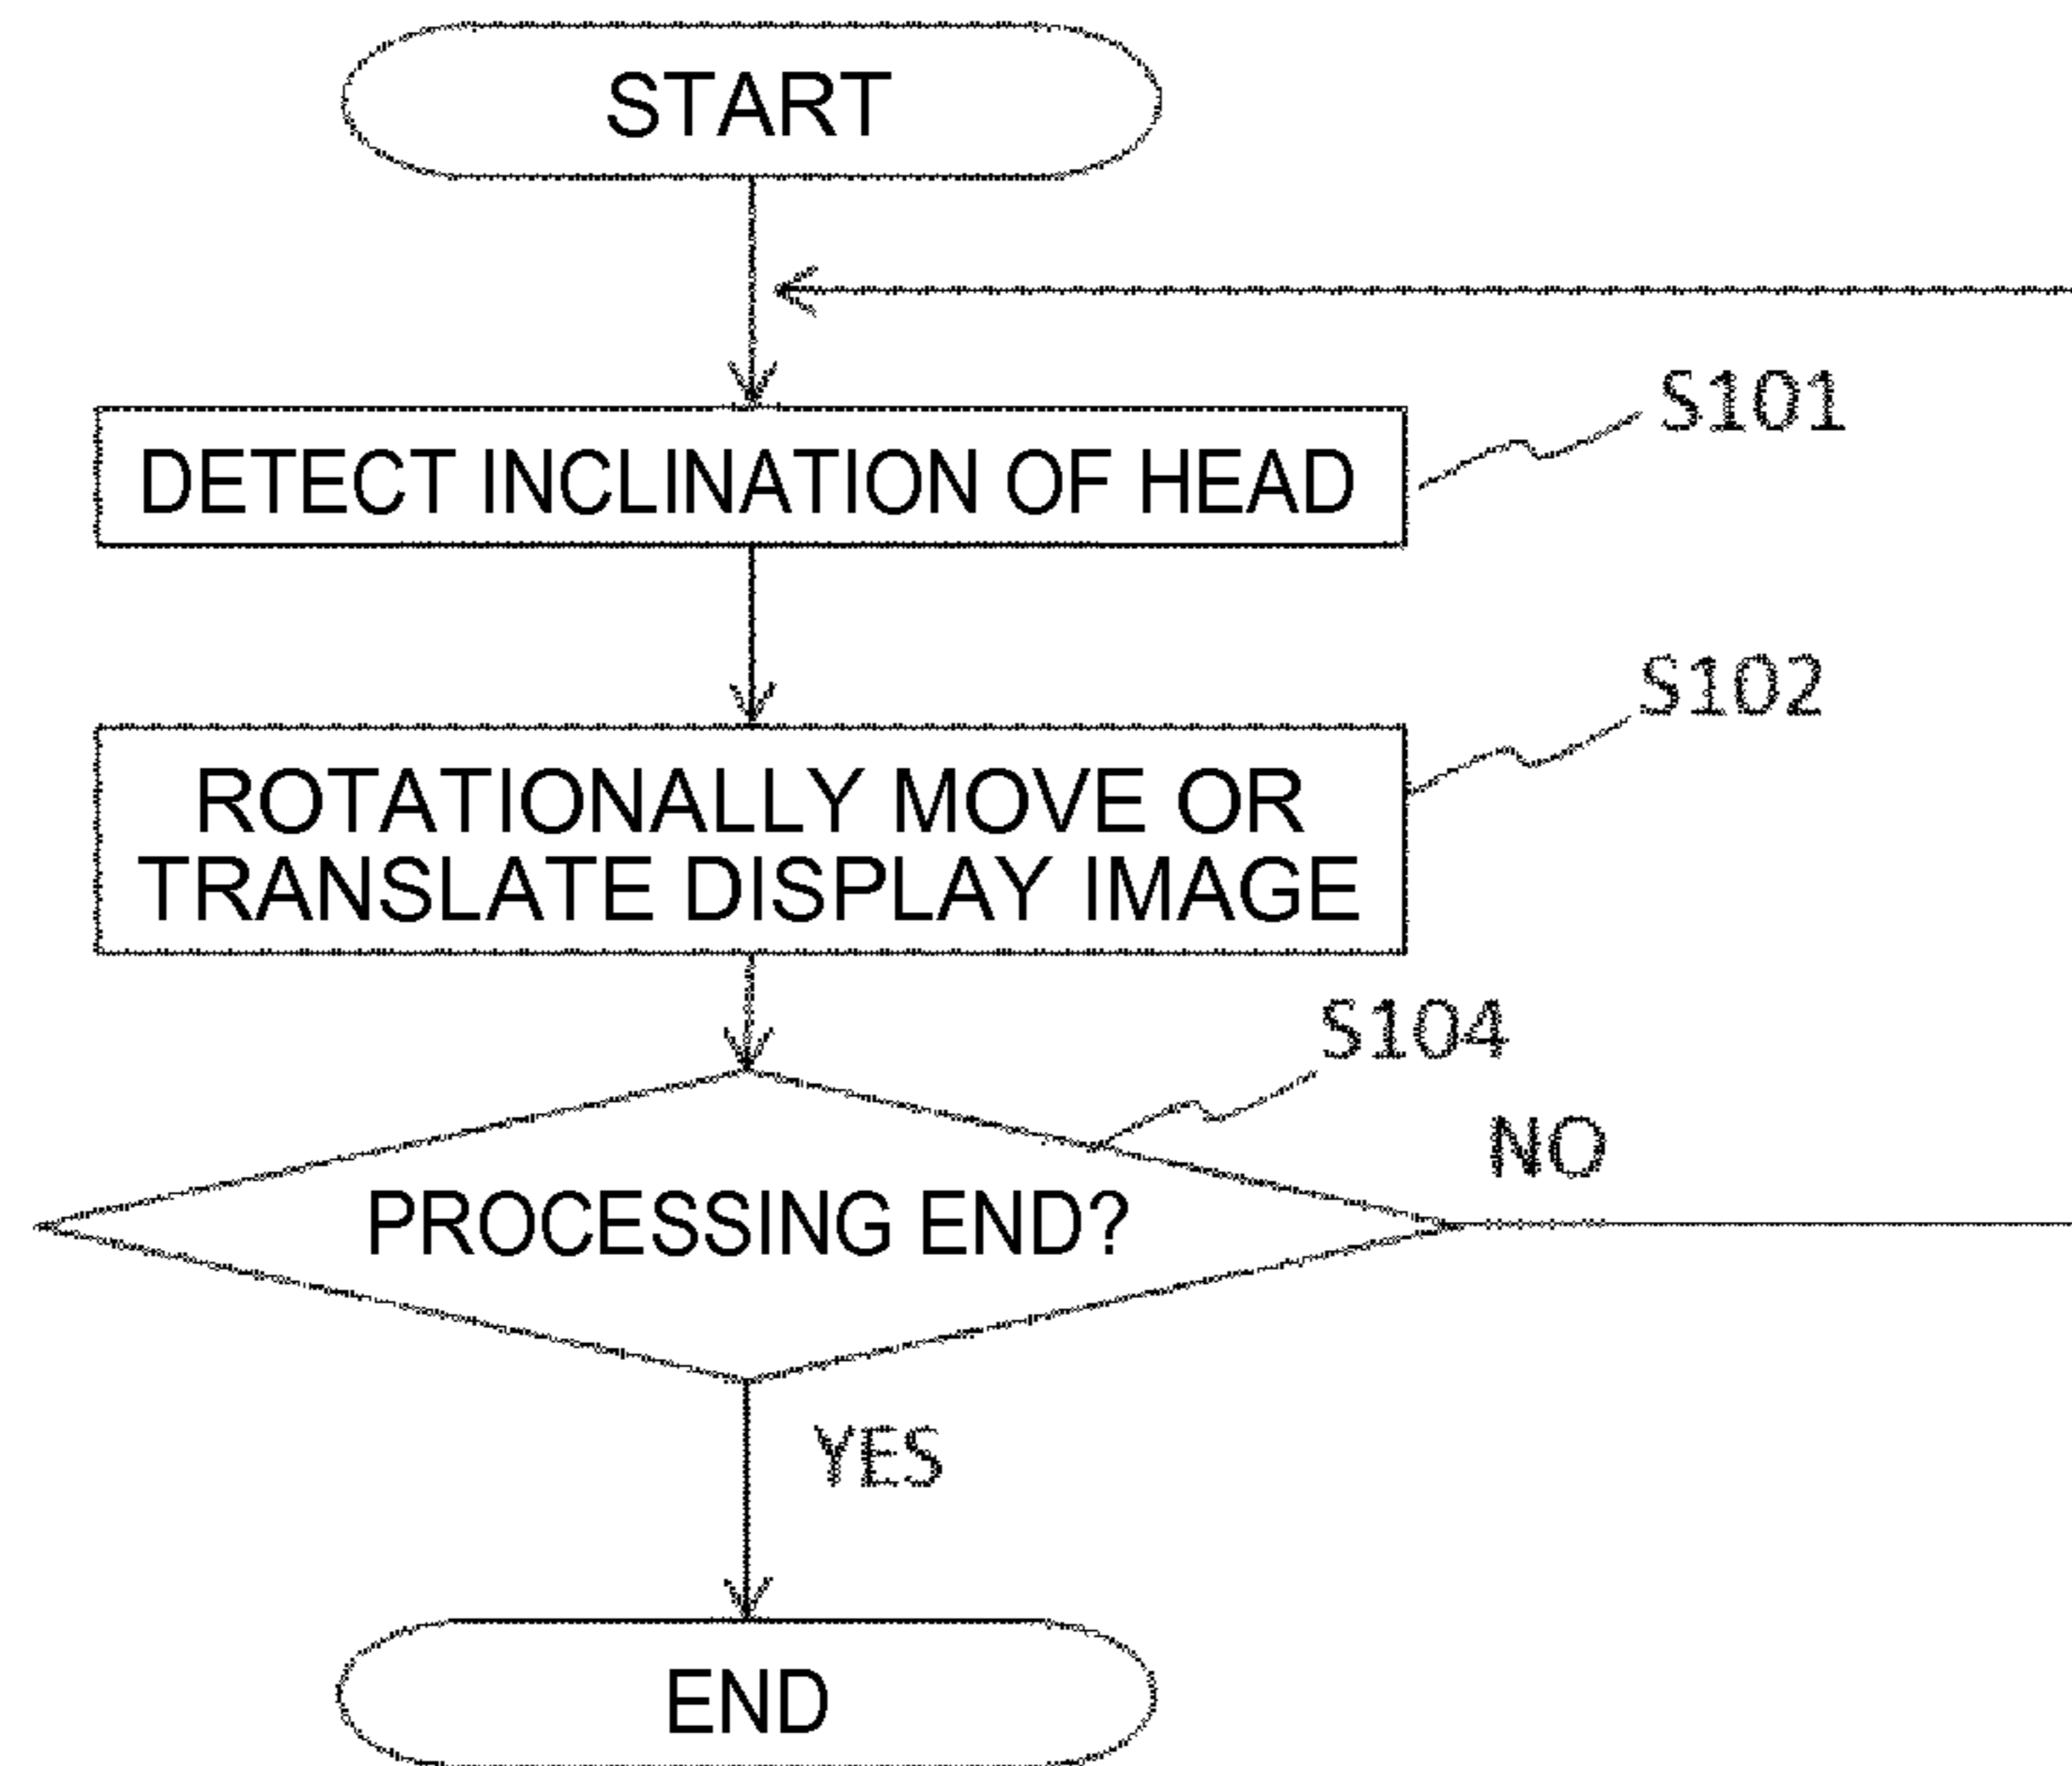 START
S101
DETECT INCLINATION OF HEAD
S102
ROTATIONALLY MOVE OR
TRANSLATE DISPLAY IMAGE
S104
NO
PROCESSING END?
YES
END